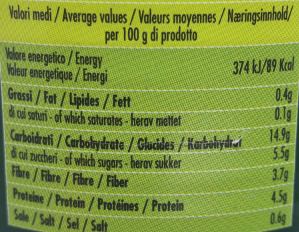 Valori medi / Average values / Valeurs moyennes / Næringsinnhold/
per 100 g di prodotto
Valore energetico / Energy
Valeur energetique / Energi 374 kJ/89 Kcal
Grassi / Fat / Lipides / Fett 0.4g
di cui saturi - of which saturates - herav mettet 0.1g
Carboidrati / Carbohydrate / Glucides / Karbohydrat 14.9g
di cui zuccheri - of which sugars - herav sukker 5.5g
Fibre / Fibre / Fibre / Fiber 3.7g
Proteine / Protein / Protéines / Protein 4.5g
Sale / Salt / Sel / Salt 0.6g